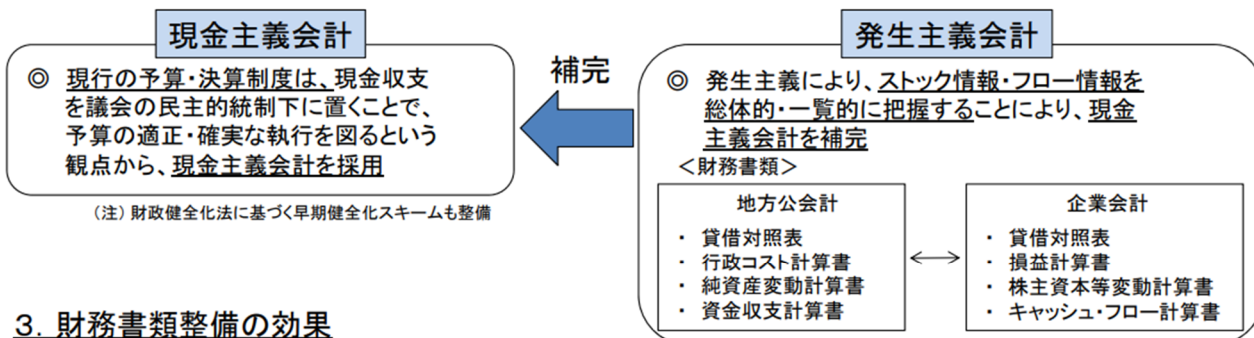 現金主義会計
◎ 現行の予算・決算制度は、現金収支
を議会の民主的統制下に置くことで、
予算の適正・確実な執行を図るという
観点から、現金主義会計を採用
（注） 財政健全化法に基づく早期健全化スキームも整備
補完
発生主義会計
◎ 発生主義により、ストック情報・フロー情報を
総体的・一覧的に把握することにより、現金
主義会計を補完
＜財務書類＞
地方公会計
・ 貸借対照表
・ 行政コスト計算書
・ 純資産変動計算書
・ 資金収支計算書
企業会計
・ 貸借対照表
・ 損益計算書
・ 株主資本等変動計算書
・ キャッシュ・フロー計算書
３．財務書類整備の効果